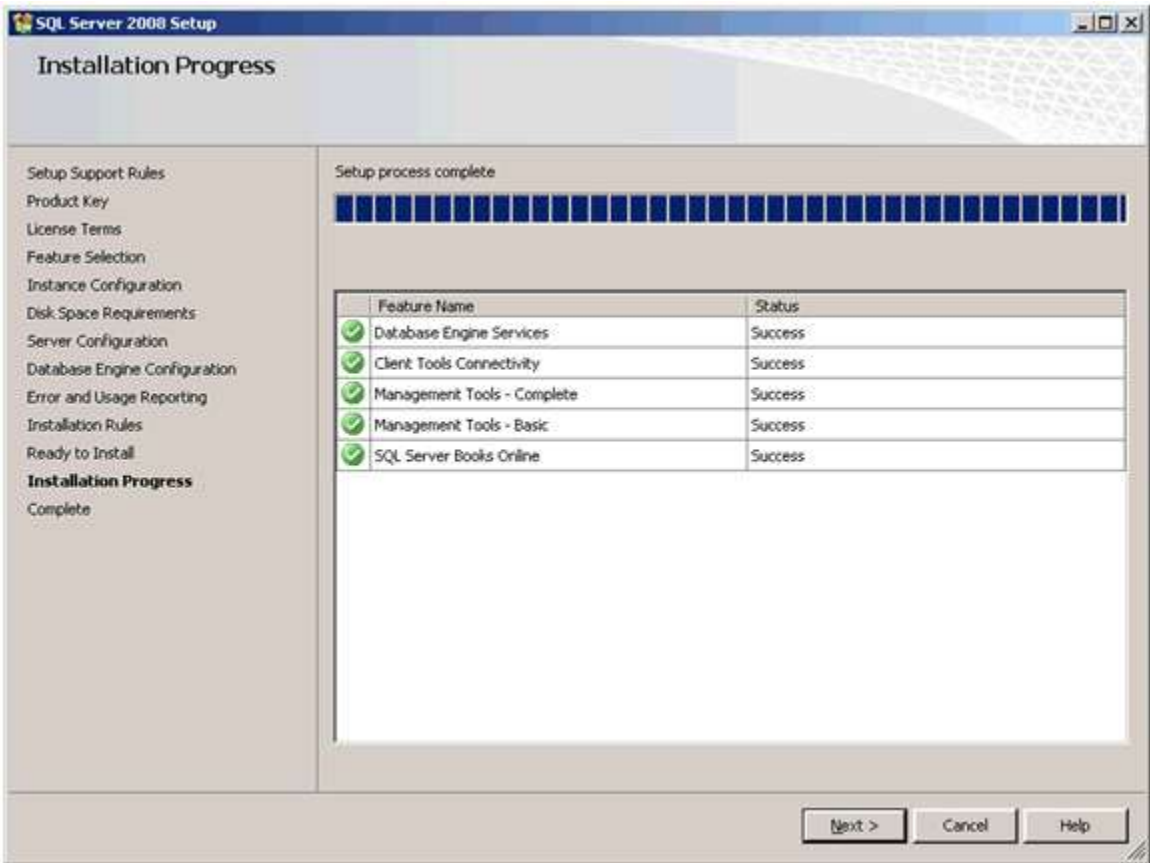 SQL Server 2008 Setup
Installation Progress
Setup Support Rules
Product Key
License Terms
Feature Selection
Instance Configuration
Disk Space Requirements
Server Configuration
Database Engine Configuration
Error and Usage Reporting
Installation Rules
Ready to Install
Installation Progress
Complete
Setup process complete
Feature Name Status
Database Engine Services Success
Client Tools Connectivity Success
Management Tools - Complete Success
Management Tools - Basic Success
SQL Server Books Online Success
Next > Cancel Help